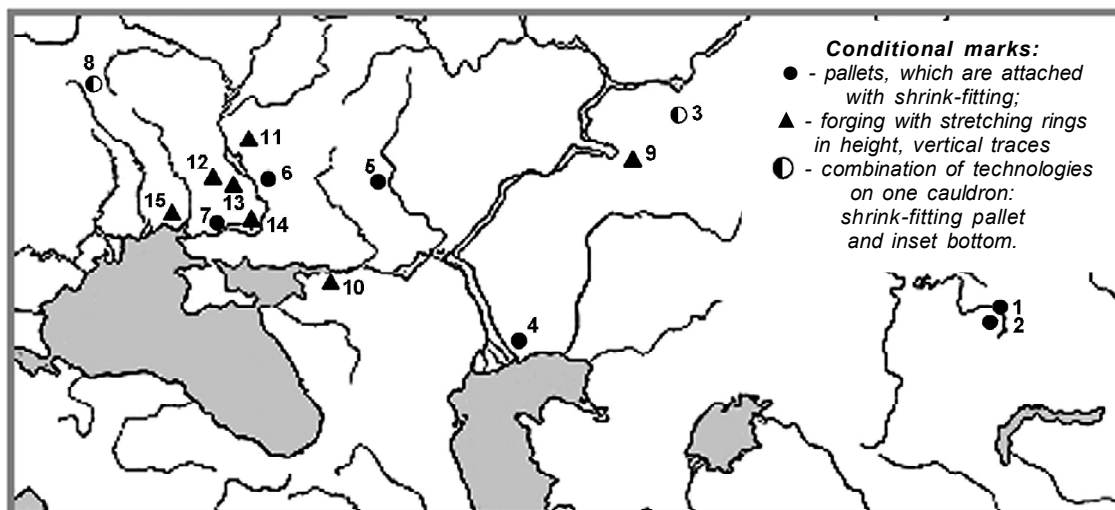 Conditional marks:
- pallets, which are attached
with shrink-fitting;
- forging with stretching rings
in height, vertical traces
- combination of technologies
on one cauldron:
shrink-fitting pallet
and inset bottom.
8
3
11
9
12
6
5
13
15
7
14
10
1
2
4